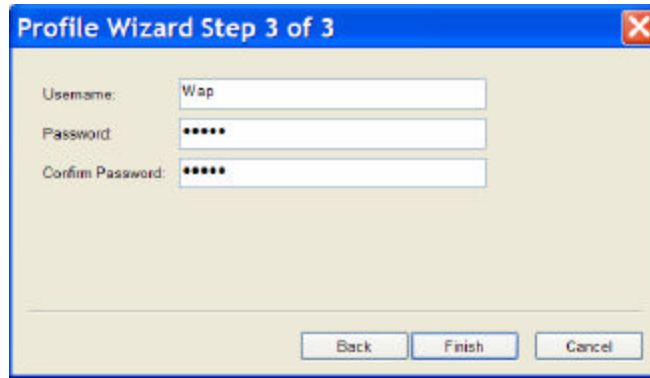 Profile Wizard Step 3 of 3
Username: Wap
Password: •••••
Confirm Password: •••••
Back Finish Cancel